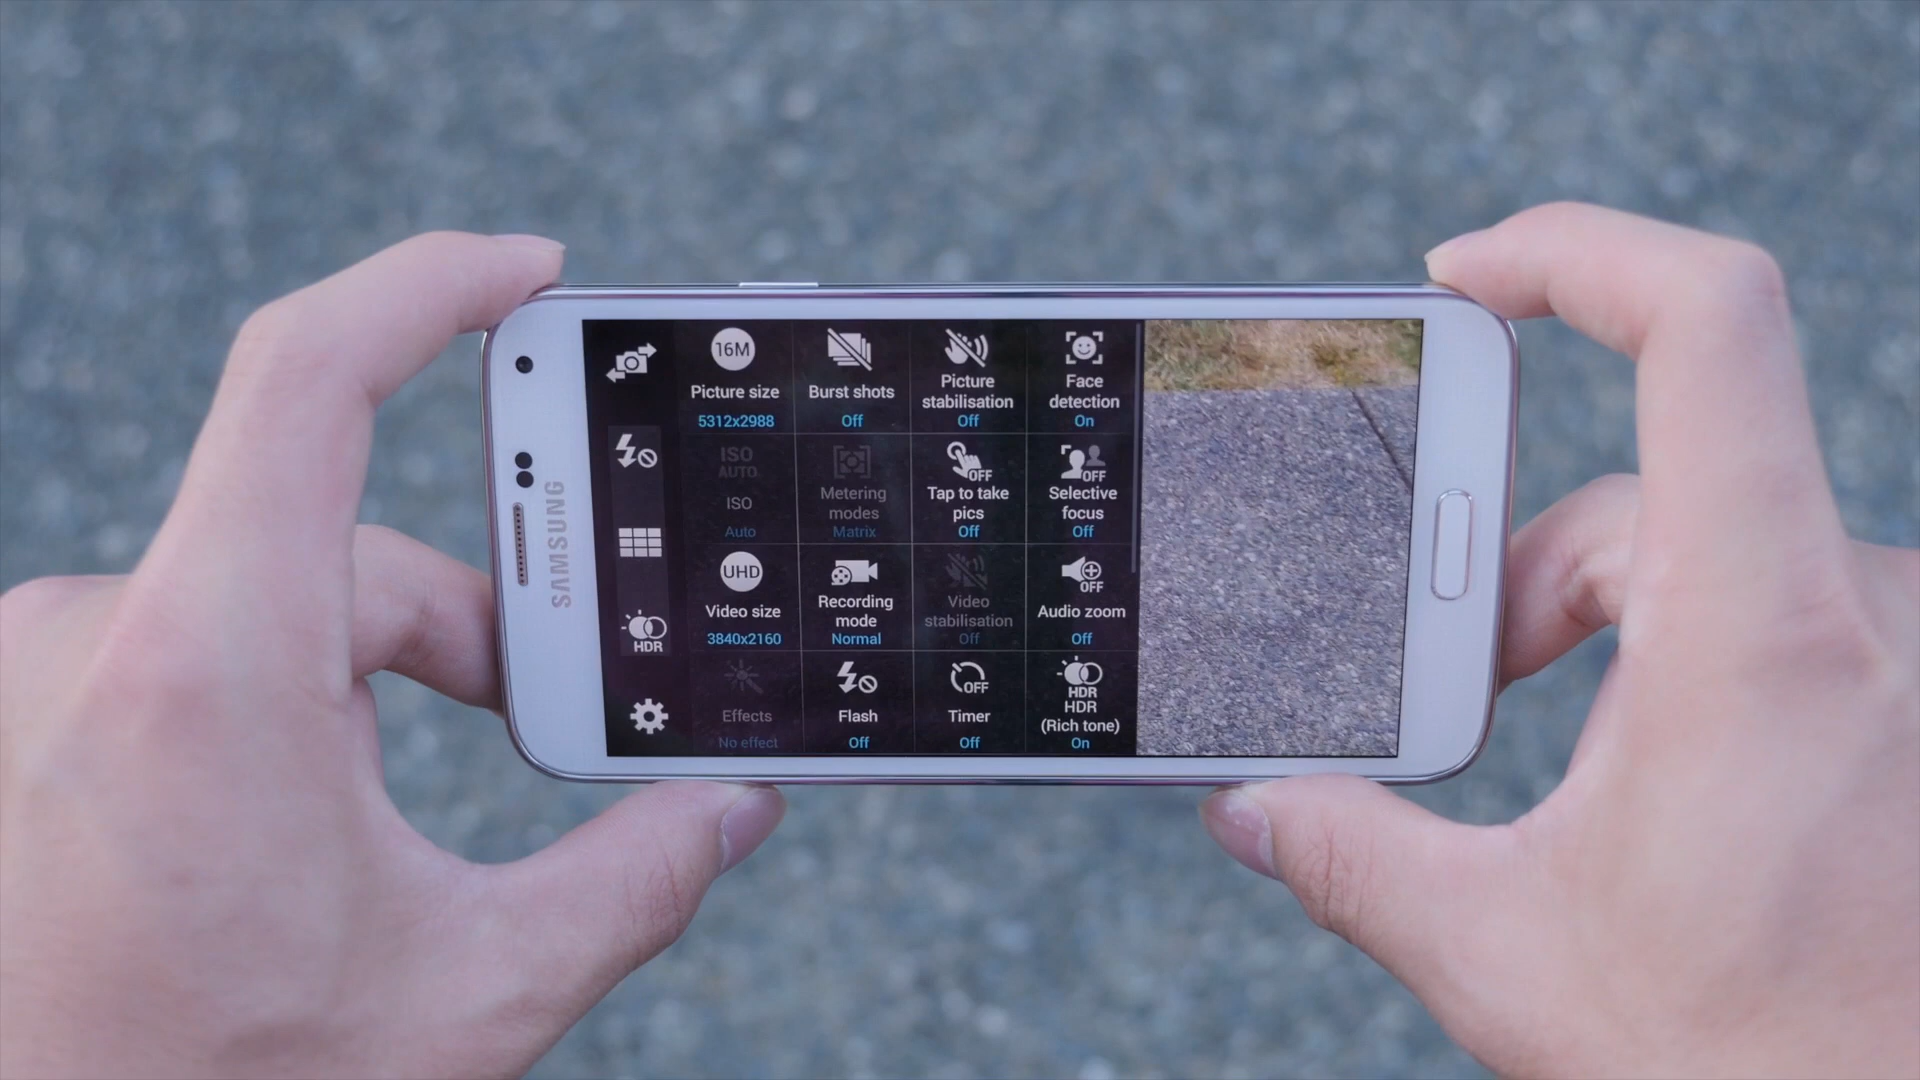 SAMSUNG
16M
Picture size
5312x2988
Burst shots
Off
Picture
stabilisation
Off
Face
detection
On
ISO
AUTO
ISO
Auto
Metering
modes
Matrix
OFF
Tap to take
pics
Off
OFF
Selective
focus
Off
UHD
Video size
3840x2160
Recording
mode
Normal
Video
stabilisation
Off
OFF
Audio zoom
Off
HDR
Effects
No effect
Flash
Off
OFF
Timer
Off
HDR
HDR
(Rich tone)
On